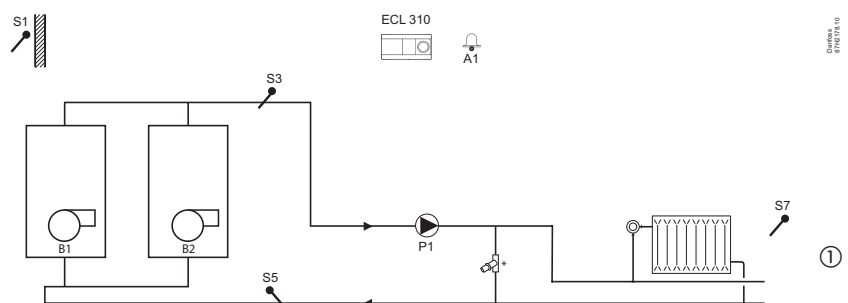 S1
ECL 310
A1
Danfoss
87H2178.10
S3
B1
B2
P1
S7
S5
*
①